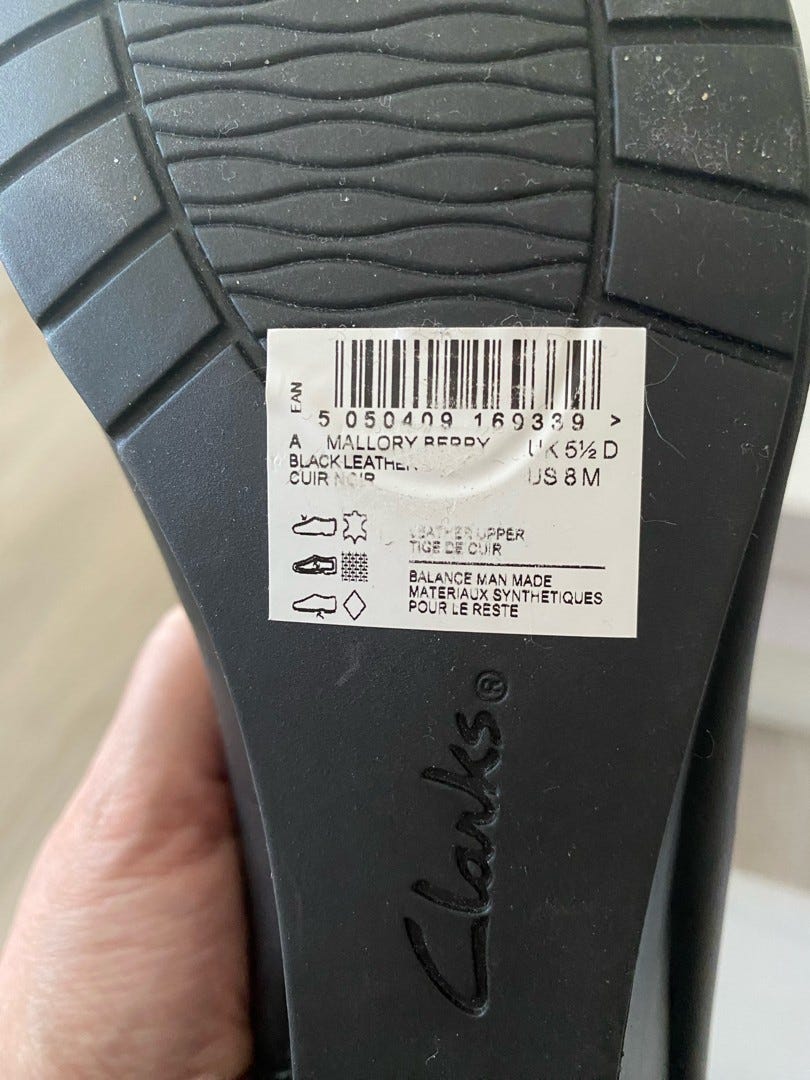 EAN
5 050409 169339 >
A MALLORY BERRY UK 5½ D
BLACK LEATHER US 8 M
CUIR NOIR
LEATHER UPPER
TIGE DE CUIR
BALANCE MAN MADE
MATERIAUX SYNTHETIQUES
POUR LE RESTE
Clarks®